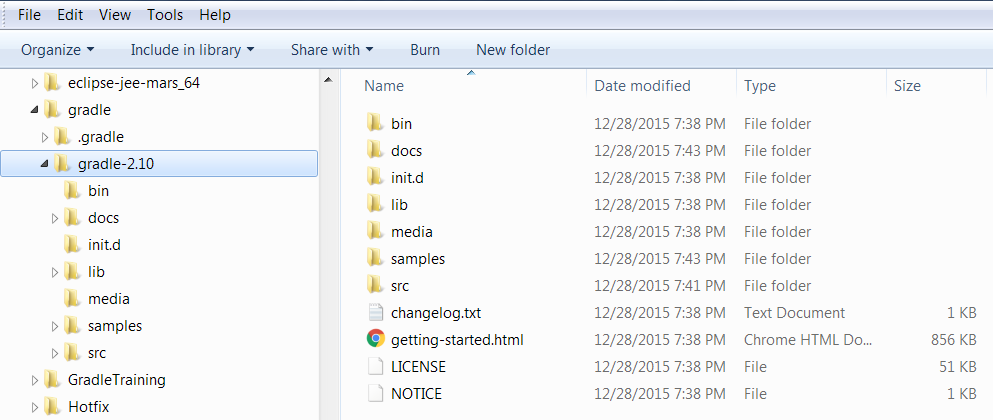 File Edit View Tools Help
Organize Include in library Share with Burn New folder
eclipse-jee-mars_64
gradle
.gradle
gradle-2.10
bin
docs
init.d
lib
media
samples
src
GradleTraining
Hotfix
Name Date modified Type Size
bin 12/28/2015 7:38 PM File folder
docs 12/28/2015 7:43 PM File folder
init.d 12/28/2015 7:38 PM File folder
lib 12/28/2015 7:38 PM File folder
media 12/28/2015 7:38 PM File folder
samples 12/28/2015 7:43 PM File folder
src 12/28/2015 7:41 PM File folder
changelog.txt 12/28/2015 7:38 PM Text Document 1 KB
getting-started.html 12/28/2015 7:38 PM Chrome HTML Do... 856 KB
LICENSE 12/28/2015 7:38 PM File 51 KB
NOTICE 12/28/2015 7:38 PM File 1 KB